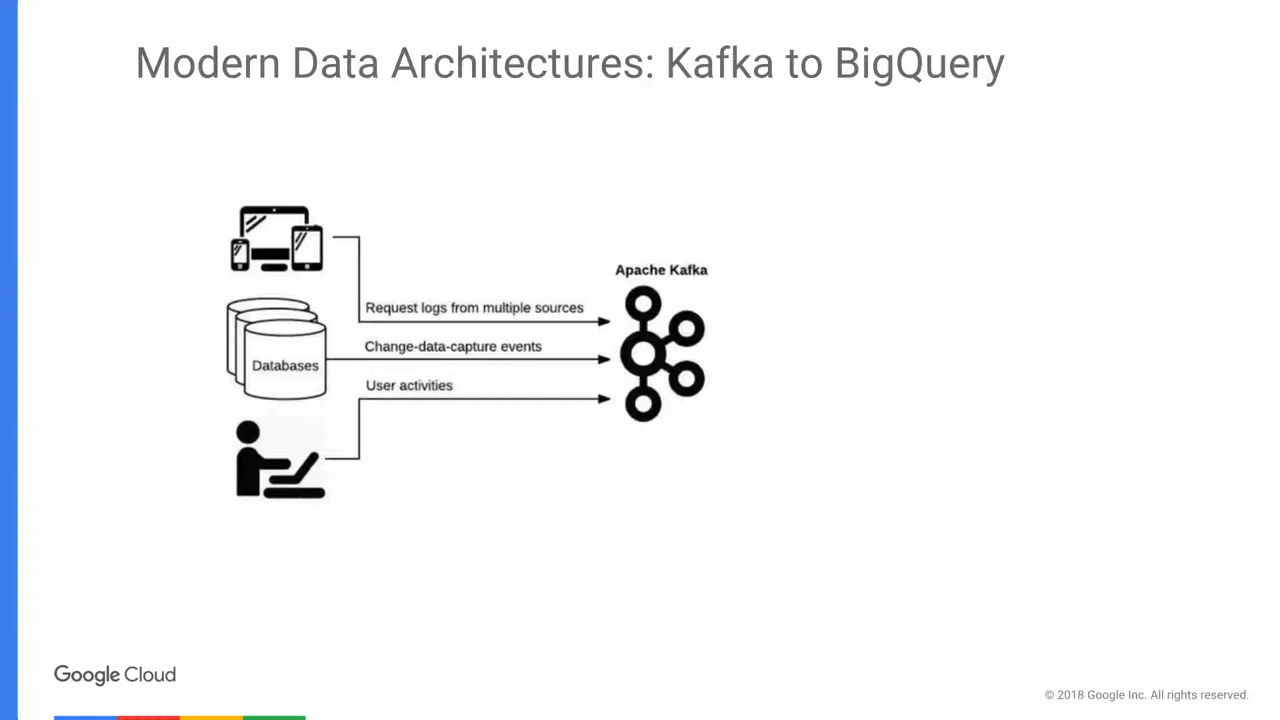 Modern Data Architectures: Kafka to BigQuery
Apache Kafka
Request logs from multiple sources
Change-data-capture events
Databases
User activities
Google Cloud
© 2018 Google Inc. All rights reserved.